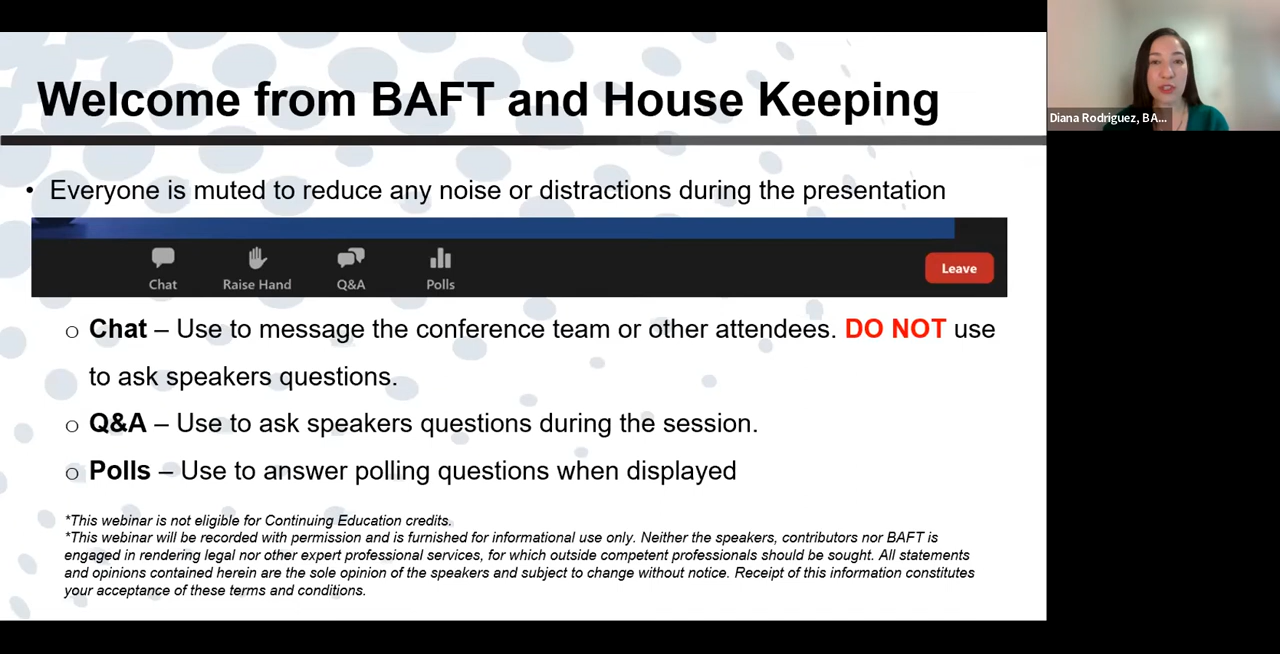 Welcome from BAFT and House Keeping
• Everyone is muted to reduce any noise or distractions during the presentation
Chat
Raise Hand
Q&A
Polls
Leave
o Chat – Use to message the conference team or other attendees. DO NOT use
to ask speakers questions.
o Q&A – Use to ask speakers questions during the session.
o Polls – Use to answer polling questions when displayed
*This webinar is not eligible for Continuing Education credits.
*This webinar will be recorded with permission and is furnished for informational use only. Neither the speakers, contributors nor BAFT is
engaged in rendering legal nor other expert professional services, for which outside competent professionals should be sought. All statements
and opinions contained herein are the sole opinion of the speakers and subject to change without notice. Receipt of this information constitutes
your acceptance of these terms and conditions.
Diana Rodriguez, BA...